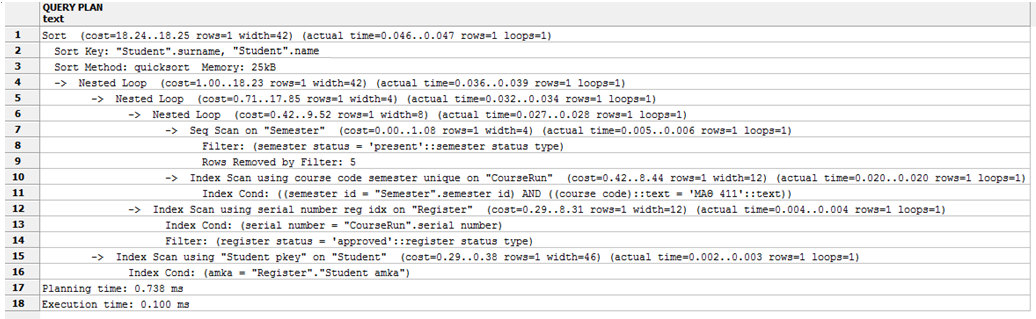 QUERY PLAN
text
1 Sort (cost=18.24..18.25 rows=1 width=42) (actual time=0.046..0.047 rows=1 loops=1)
2 Sort Key: "Student".surname, "Student".name
3 Sort Method: quicksort Memory: 25kB
4 -> Nested Loop (cost=1.00..18.23 rows=1 width=42) (actual time=0.036..0.039 rows=1 loops=1)
5 -> Nested Loop (cost=0.71..17.85 rows=1 width=4) (actual time=0.032..0.034 rows=1 loops=1)
6 -> Nested Loop (cost=0.42..9.52 rows=1 width=8) (actual time=0.027..0.028 rows=1 loops=1)
7 -> Seq Scan on "Semester" (cost=0.00..1.08 rows=1 width=4) (actual time=0.005..0.006 rows=1 loops=1)
8 Filter: (semester status = 'present'::semester status type)
9 Rows Removed by Filter: 5
10 -> Index Scan using course code semester unique on "CourseRun" (cost=0.42..8.44 rows=1 width=12) (actual time=0.020..0.020 rows=1 loops=1)
11 Index Cond: ((semester id = "Semester".semester id) AND ((course code)::text = 'ΜΑΘ 411'::text))
12 -> Index Scan using serial number reg idx on "Register" (cost=0.29..8.31 rows=1 width=12) (actual time=0.004..0.004 rows=1 loops=1)
13 Index Cond: (serial number = "CourseRun".serial number)
14 Filter: (register status = 'approved'::register status type)
15 -> Index Scan using "Student pkey" on "Student" (cost=0.29..0.38 rows=1 width=46) (actual time=0.002..0.003 rows=1 loops=1)
16 Index Cond: (amka = "Register"."Student amka")
17 Planning time: 0.738 ms
18 Execution time: 0.100 ms